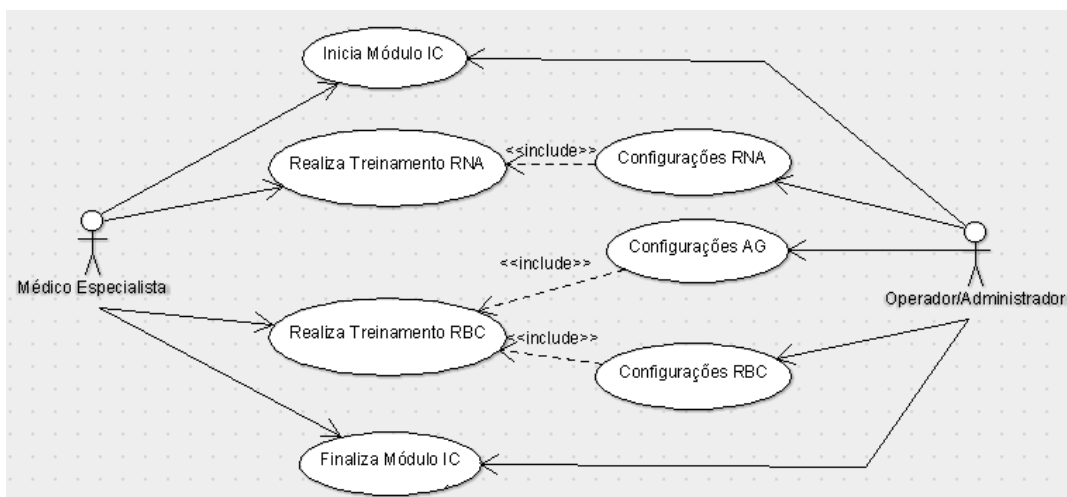 Inicia Módulo IC
Realiza Treinamento RNA
<<include>>
Configurações RNA
Configurações AG
<<include>>
Médico Especialista
Operador/Administrador
Realiza Treinamento RBC
<<include>>
Configurações RBC
Finaliza Módulo IC